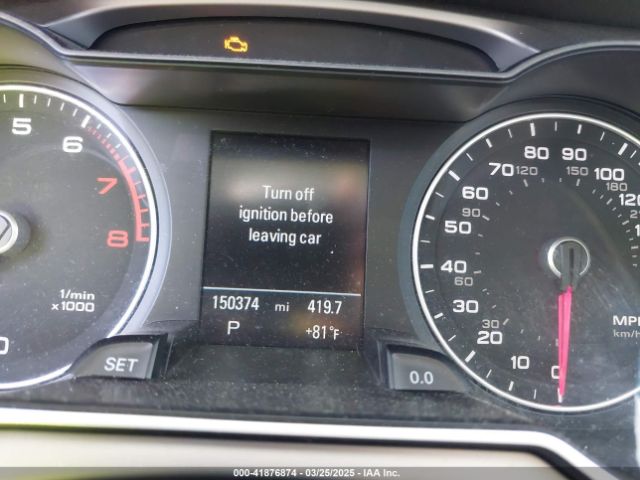 5
6
7
8
1/min
x1000
0
SET
Turn off
ignition before
leaving car
150374 mi 419.7
P +81°F
0.0
0
10
20
30
40
50
60
70
80
90
100
120
30
90
120
150
180
MPH
km/h
000-41876874 / 03/25/2025 - IAA Inc.